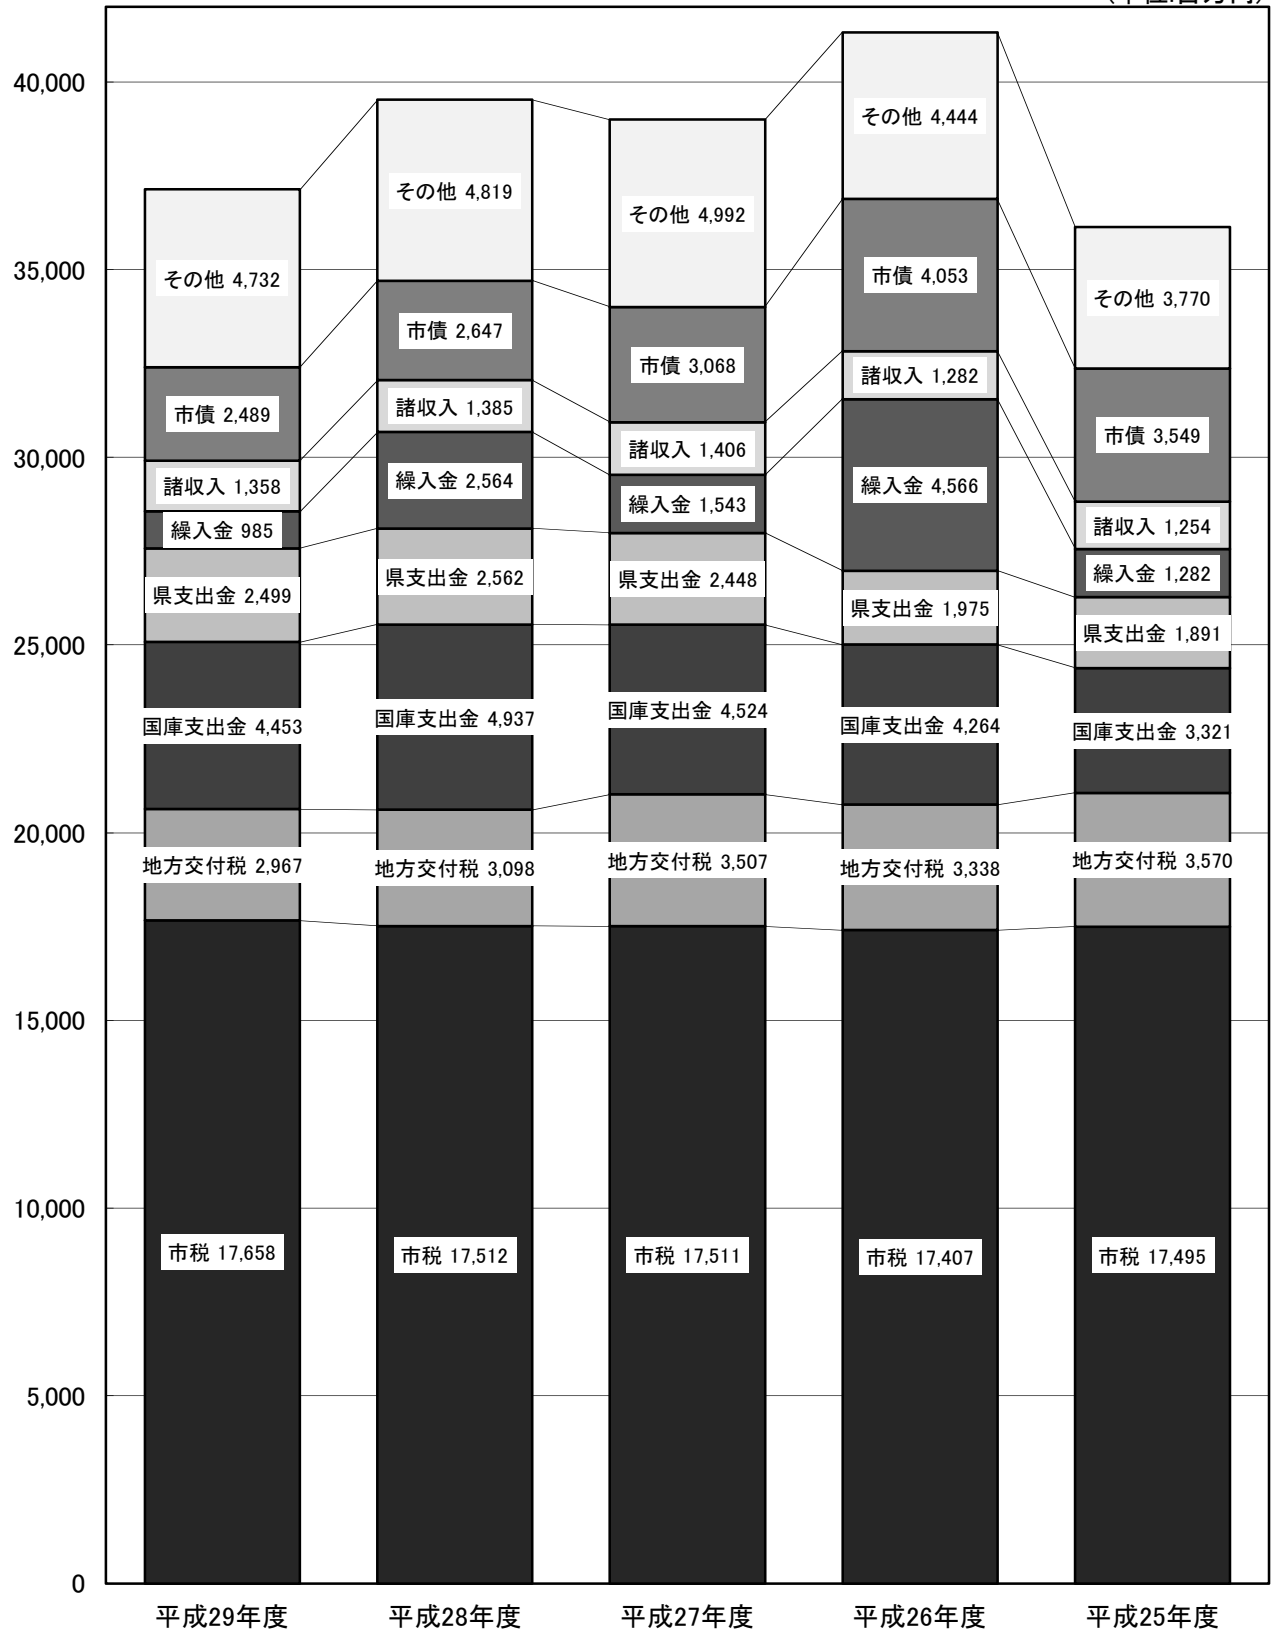 40,000
35,000
30,000
25,000
20,000
15,000
10,000
5,000
0
その他 4,732
市債 2,489
諸収入 1,358
繰入金 985
県支出金 2,499
国庫支出金 4,453
地方交付税 2,967
市税 17,658
平成29年度
その他 4,819
市債 2,647
諸収入 1,385
繰入金 2,564
県支出金 2,562
国庫支出金 4,937
地方交付税 3,098
市税 17,512
平成28年度
その他 4,992
市債 3,068
諸収入 1,406
繰入金 1,543
県支出金 2,448
国庫支出金 4,524
地方交付税 3,507
市税 17,511
平成27年度
その他 4,444
市債 4,053
諸収入 1,282
繰入金 4,566
県支出金 1,975
国庫支出金 4,264
地方交付税 3,338
市税 17,407
平成26年度
その他 3,770
市債 3,549
諸収入 1,254
繰入金 1,282
県支出金 1,891
国庫支出金 3,321
地方交付税 3,570
市税 17,495
平成25年度